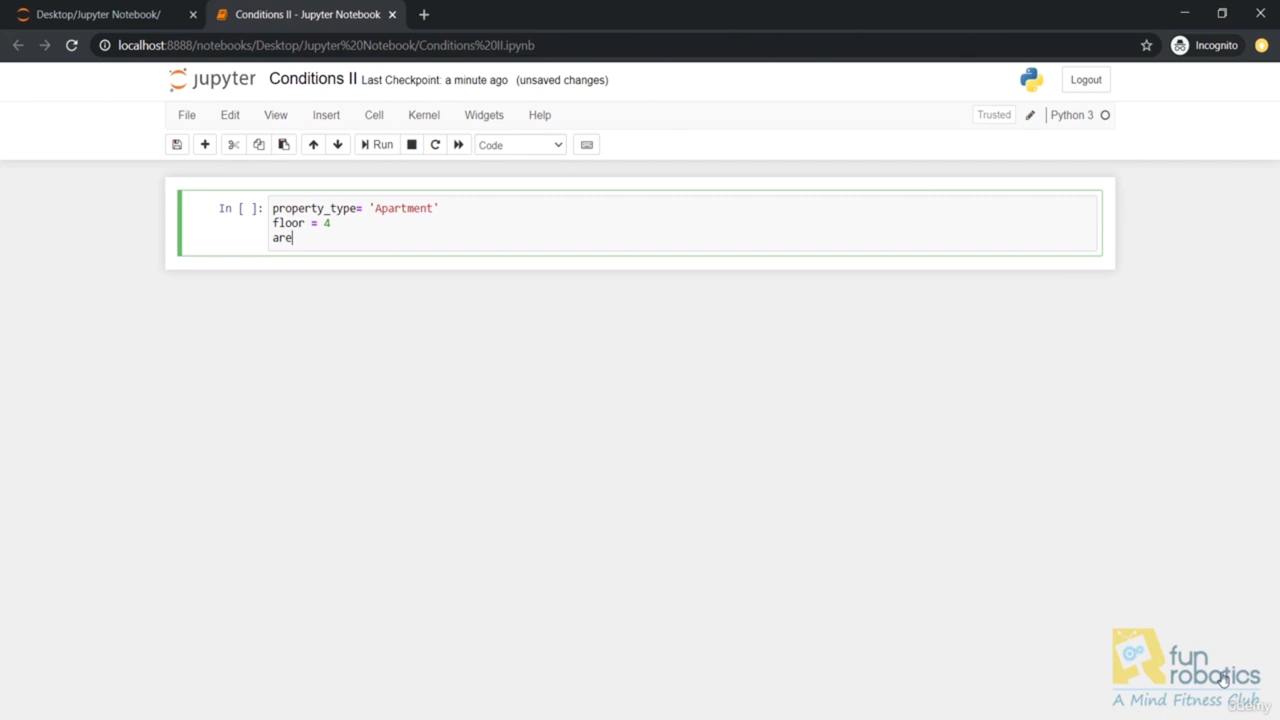 Desktop/Jupyter Notebook/
Conditions II - Jupyter Notebook
localhost:8888/notebooks/Desktop/Jupyter%20Notebook/Conditions%20II.ipynb
Incognito
jupyter Conditions II Last Checkpoint: a minute ago (unsaved changes)
Logout
File Edit View Insert Cell Kernel Widgets Help
Trusted Python 3
Run Code
In [ ]: property_type= 'Apartment'
floor = 4
are
fun
robotics
A Mind Fitness Club
udemy